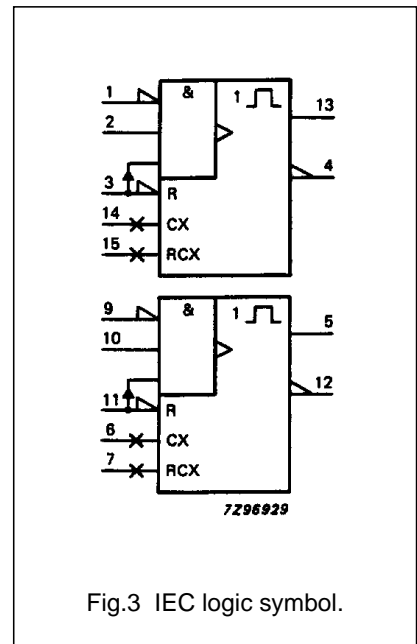 1 & 1 13
2
4
3 R
14 CX
15 RCX
9 & 1 5
10
12
11 R
6 CX
7 RCX
7Z96929
Fig.3 IEC logic symbol.